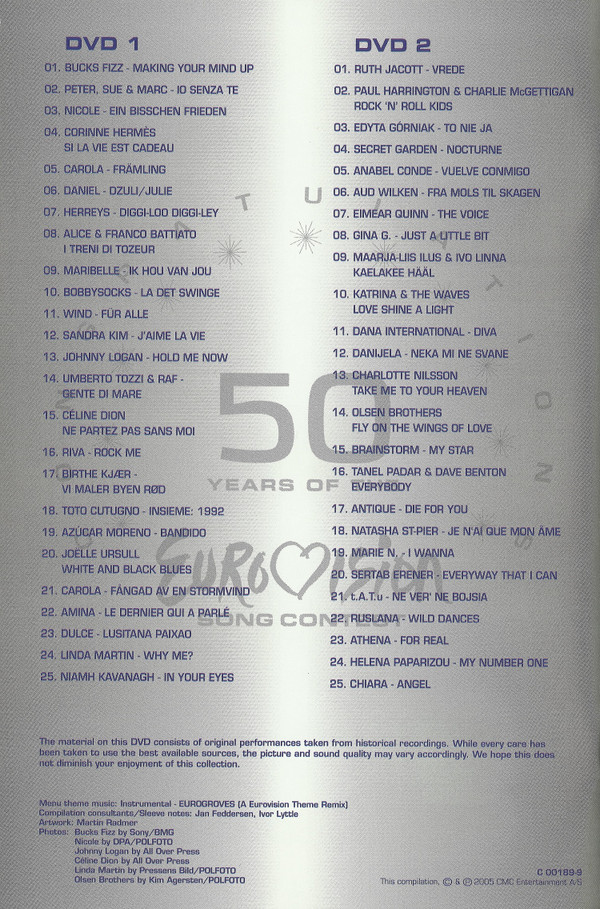 DVD 1
01. BUCKS FIZZ - MAKING YOUR MIND UP
02. PETER, SUE & MARC - IO SENZA TE
03. NICOLE - EIN BISSCHEN FRIEDEN
04. CORINNE HERMÈS
SI LA VIE EST CADEAU
05. CAROLA - FRÄMLING
06. DANIEL - DZULI/JULIE
07. HERREYS - DIGGI-LOO DIGGI-LEY
08. ALICE & FRANCO BATTIATO
I TRENI DI TOZEUR
09. MARIBELLE - IK HOU VAN JOU
10. BOBBYSOCKS - LA DET SWINGE
11. WIND - FÜR ALLE
12. SANDRA KIM - J'AIME LA VIE
13. JOHNNY LOGAN - HOLD ME NOW
14. UMBERTO TOZZI & RAF -
GENTE DI MARE
15. CÉLINE DION
NE PARTEZ PAS SANS MOI
16. RIVA - ROCK ME
17. BIRTHE KJÆR -
VI MALER BYEN RØD
18. TOTO CUTUGNO - INSIEME: 1992
19. AZÚCAR MORENO - BANDIDO
20. JOELLE URSULL
WHITE AND BLACK BLUES
21. CAROLA - FÅNGAD AV EN STORMVIND
22. AMINA - LE DERNIER QUI A PARLÉ
23. DULCE - LUSITANA PAIXAO
24. LINDA MARTIN - WHY ME?
25. NIAMH KAVANAGH - IN YOUR EYES
DVD 2
01. RUTH JACOTT - VREDE
02. PAUL HARRINGTON & CHARLIE McGETTIGAN
ROCK 'N' ROLL KIDS
03. EDYTA GÓRNIAK - TO NIE JA
04. SECRET GARDEN - NOCTURNE
05. ANABEL CONDE - VUELVE CONMIGO
06. AUD WILKEN - FRA MOLS TIL SKAGEN
07. EIMEAR QUINN - THE VOICE
08. GINA G. - JUST A LITTLE BIT
09. MAARJA-LIIS ILUS & IVO LINNA
KAELAKEE HÄÄL
10. KATRINA & THE WAVES
LOVE SHINE A LIGHT
11. DANA INTERNATIONAL - DIVA
12. DANIJELA - NEKA MI NE SVANE
13. CHARLOTTE NILSSON
TAKE ME TO YOUR HEAVEN
14. OLSEN BROTHERS
FLY ON THE WINGS OF LOVE
15. BRAINSTORM - MY STAR
16. TANEL PADAR & DAVE BENTON
EVERYBODY
17. ANTIQUE - DIE FOR YOU
18. NATASHA ST-PIER - JE N'AI QUE MON ÂME
19. MARIE N. - I WANNA
20. SERTAB ERENER - EVERYWAY THAT I CAN
21. t.A.T.u - NE VER' NE BOJSIA
22. RUSLANA - WILD DANCES
23. ATHENA - FOR REAL
24. HELENA PAPARIZOU - MY NUMBER ONE
25. CHIARA - ANGEL
50
YEARS OF THE
EUROVISION
SONG CONTEST
The material on this DVD consists of original performances taken from historical recordings. While every care has
been taken to use the best available sources, the picture and sound quality may vary accordingly. We hope this does
not diminish your enjoyment of this collection.
Menu theme music: Instrumental - EUROGROVES (A Eurovision Theme Remix)
Compilation consultants/Sleeve notes: Jan Feddersen, Ivor Lyttle
Artwork: Martin Radmer
Photos: Bucks Fizz by Sony/BMG
Nicole by DPA/POLFOTO
Johnny Logan by All Over Press
Céline Dion by All Over Press
Linda Martin by Pressens Bild/POLFOTO
Olsen Brothers by Kim Agersten/POLFOTO
C 00189-9
This compilation, © & ℗ 2005 CMC Entertainment A/S